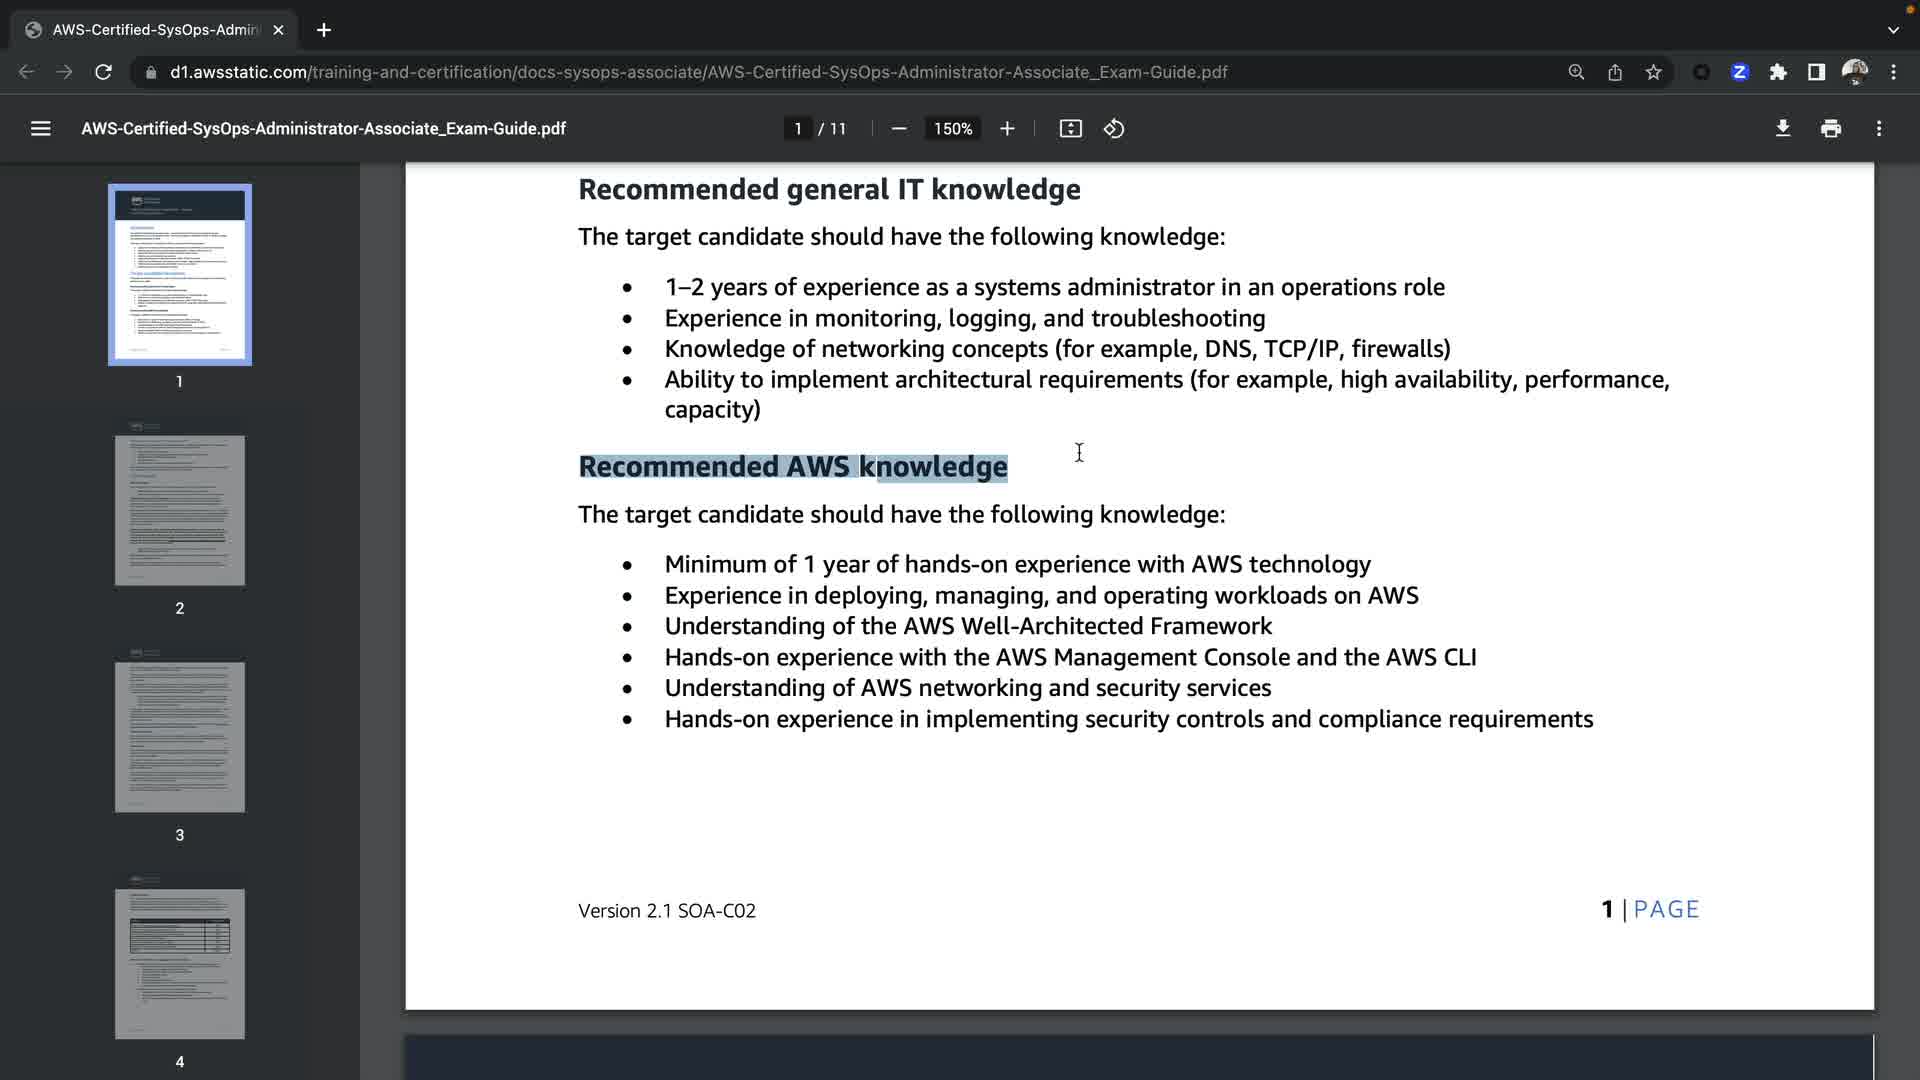 AWS-Certified-SysOps-Admin
d1.awsstatic.com/training-and-certification/docs-sysops-associate/AWS-Certified-SysOps-Administrator-Associate_Exam-Guide.pdf
Z
AWS-Certified-SysOps-Administrator-Associate_Exam-Guide.pdf
1 / 11
150%
1
2
3
4
Recommended general IT knowledge
The target candidate should have the following knowledge:
• 1–2 years of experience as a systems administrator in an operations role
• Experience in monitoring, logging, and troubleshooting
• Knowledge of networking concepts (for example, DNS, TCP/IP, firewalls)
• Ability to implement architectural requirements (for example, high availability, performance,
capacity)
Recommended AWS knowledge
The target candidate should have the following knowledge:
• Minimum of 1 year of hands-on experience with AWS technology
• Experience in deploying, managing, and operating workloads on AWS
• Understanding of the AWS Well-Architected Framework
• Hands-on experience with the AWS Management Console and the AWS CLI
• Understanding of AWS networking and security services
• Hands-on experience in implementing security controls and compliance requirements
Version 2.1 SOA-C02
1 | PAGE